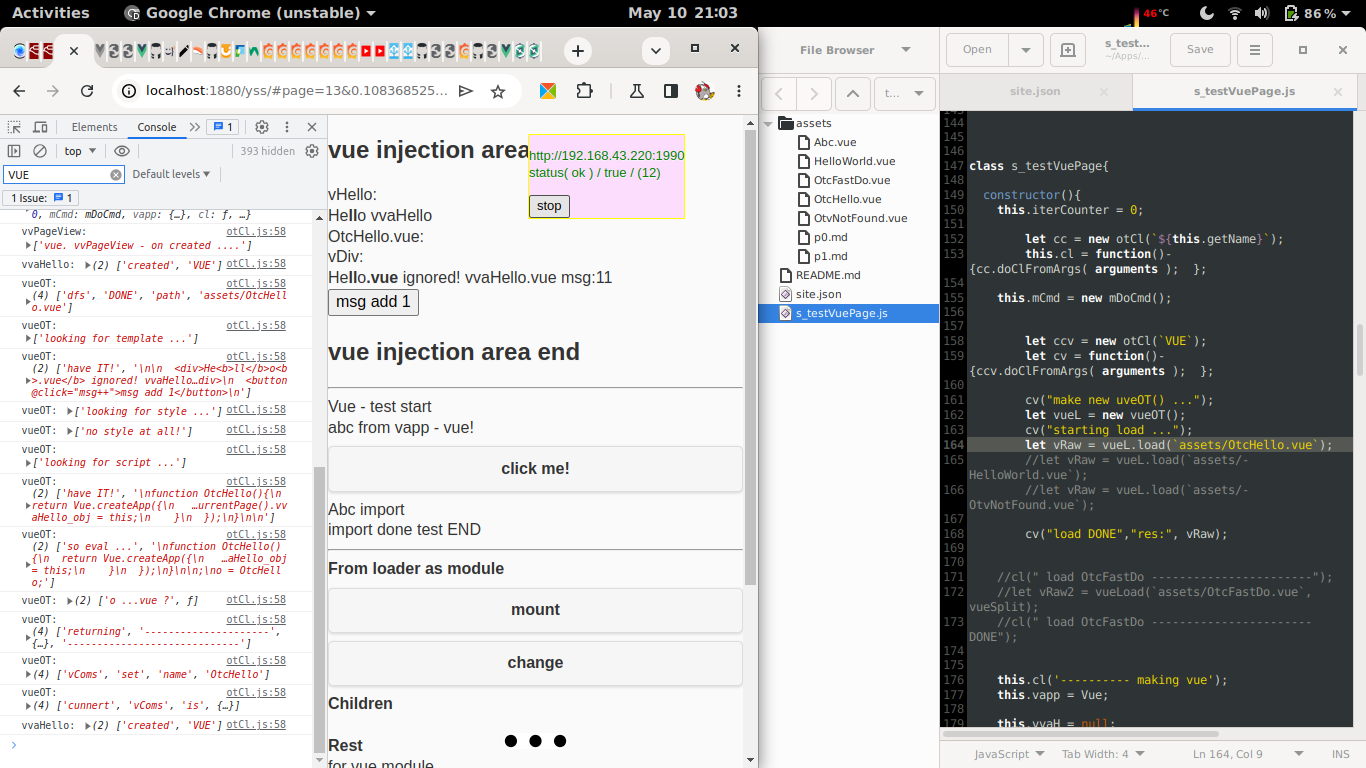 Activities
Google Chrome (unstable)
May 10 21:03
46°C
86 %
localhost:1880/yss/#page=13&0.108368525...
Elements
Console
1
top
393 hidden
VUE
Default levels
1 Issue: 1
0, mCmd: mDoCmd, vapp: {…}, cl: ƒ, …}
vvPageView: otCl.js:58
['vue. vvPageView - on created ....']
vvaHello: (2) ['created', 'VUE'] otCl.js:58
vueOT: otCl.js:58
(4) ['dfs', 'DONE', 'path', 'assets/OtcHell
o.vue']
vueOT: otCl.js:58
['looking for template ...']
vueOT: otCl.js:58
(2) ['have IT!', '\n\n  <div>He<b>ll</b>o<b
>.vue</b> ignored! vvaHello…div>\n  <button
@click="msg++">msg add 1</button>\n']
vueOT: ['looking for style ...'] otCl.js:58
vueOT: ['no style at all!'] otCl.js:58
vueOT: otCl.js:58
['looking for script ...']
vueOT: otCl.js:58
(2) ['have IT!', '\nfunction OtcHello(){\n
return Vue.createApp({\n   …urrentPage().vv
aHello_obj = this;\n    }\n  });\n}\n\n']
vueOT: otCl.js:58
(2) ['so eval ...', '\nfunction OtcHello()
{\n  return Vue.createApp({\n   …aHello_obj
= this;\n    }\n  });\n}\n\n;\no = OtcHell
o;']
vueOT: (2) ['o ...vue ?', ƒ] otCl.js:58
vueOT: otCl.js:58
(4) ['returning', '---------------------',
{…}, '-----------------------------']
vueOT: otCl.js:58
(4) ['vComs', 'set', 'name', 'OtcHello']
vueOT: otCl.js:58
(4) ['cunnert', 'vComs', 'is', {…}]
vvaHello: (2) ['created', 'VUE'] otCl.js:58
vue injection area
http://192.168.43.220:1990
status( ok ) / true / (12)
stop
vHello:
Hello vvaHello
OtcHello.vue:
vDiv:
Hello.vue ignored! vvaHello.vue msg:11
msg add 1
vue injection area end
Vue - test start
abc from vapp - vue!
click me!
Abc import
import done test END
From loader as module
mount
change
Children
Rest
for vue module
File Browser
t...
assets
Abc.vue
HelloWorld.vue
OtcFastDo.vue
OtcHello.vue
OtvNotFound.vue
p0.md
p1.md
README.md
site.json
s_testVuePage.js
Open
s_test...
~/Apps/...
Save
site.json
s_testVuePage.js
143
144
145
146
147 class s_testVuePage{
148
149 constructor(){
150 this.iterCounter = 0;
151
152 let cc = new otCl(`${this.getName}`);
153 this.cl = function()-
{cc.doClFromArgs( arguments );  };
154
155 this.mCmd = new mDoCmd();
156
157
158 let ccv = new otCl(`VUE`);
159 let cv = function()-
{ccv.doClFromArgs( arguments );  };
160
161 cv("make new uveOT() ...");
162 let vueL = new vueOT();
163 cv("starting load ...");
164 let vRaw = vueL.load(`assets/OtcHello.vue`);
165 //let vRaw = vueL.load(`assets/-
HelloWorld.vue`);
166 //let vRaw = vueL.load(`assets/-
OtvNotFound.vue`);
167
168 cv("load DONE","res:", vRaw);
169
170
171 //cl(" load OtcFastDo -----------------------");
172 //let vRaw2 = vueLoad(`assets/OtcFastDo.vue`,
vueSplit);
173 //cl(" load OtcFastDo -----------------------
DONE");
174
175
176 this.cl('---------- making vue');
177 this.vapp = Vue;
178
179 this.vvaH = null;
JavaScript
Tab Width: 4
Ln 164, Col 9
INS